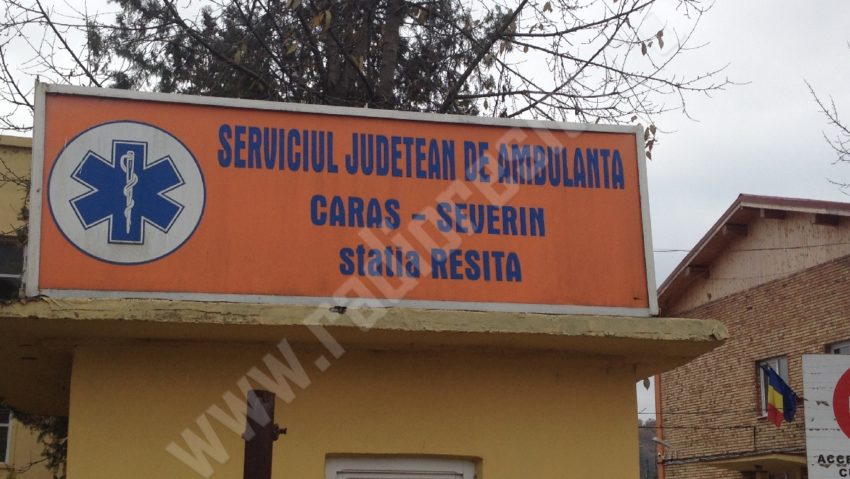 SERVICIUL JUDETEAN DE AMBULANTA
CARAS - SEVERIN
statia RESITA